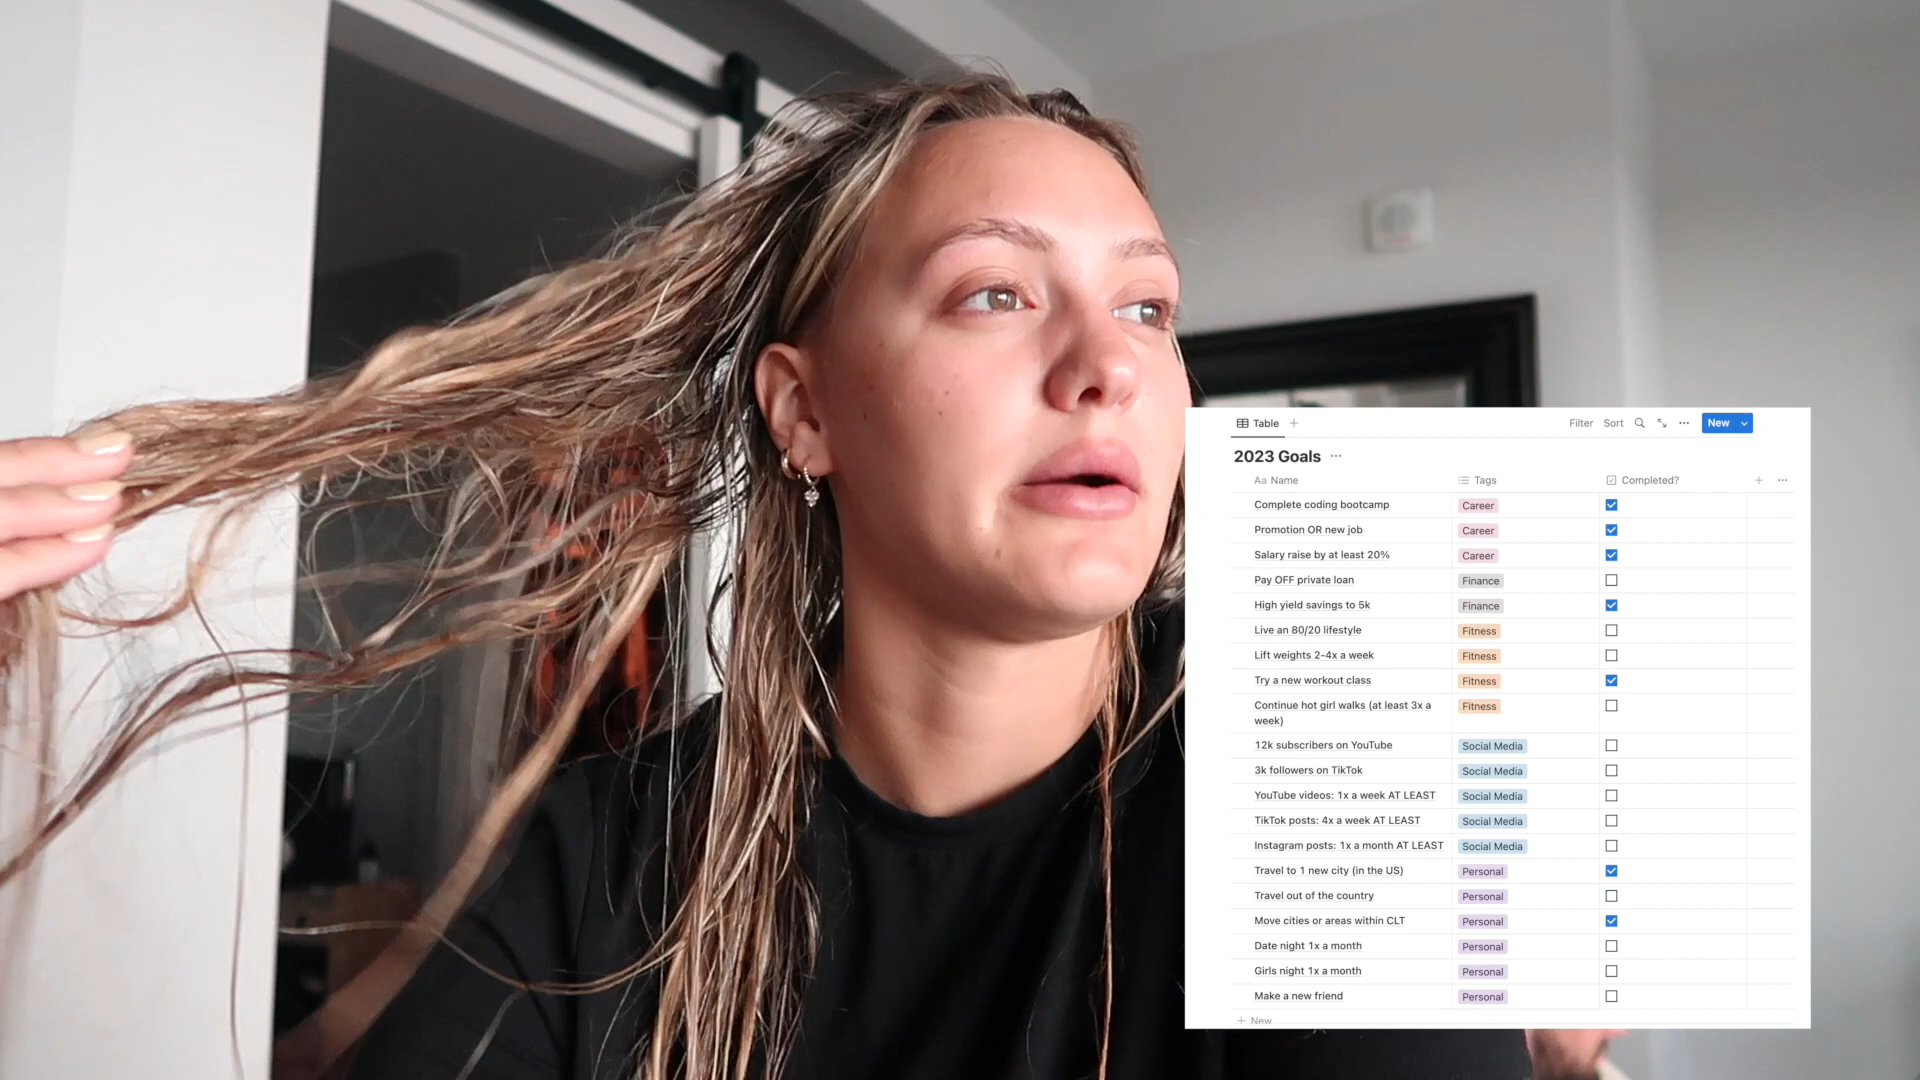 Table
Filter Sort New
2023 Goals
Aa Name Tags Completed?
Complete coding bootcamp Career
Promotion OR new job Career
Salary raise by at least 20% Career
Pay OFF private loan Finance
High yield savings to 5k Finance
Live an 80/20 lifestyle Fitness
Lift weights 2-4x a week Fitness
Try a new workout class Fitness
Continue hot girl walks (at least 3x a Fitness
week)
12k subscribers on YouTube Social Media
3k followers on TikTok Social Media
YouTube videos: 1x a week AT LEAST Social Media
TikTok posts: 4x a week AT LEAST Social Media
Instagram posts: 1x a month AT LEAST Social Media
Travel to 1 new city (in the US) Personal
Travel out of the country Personal
Move cities or areas within CLT Personal
Date night 1x a month Personal
Girls night 1x a month Personal
Make a new friend Personal
New